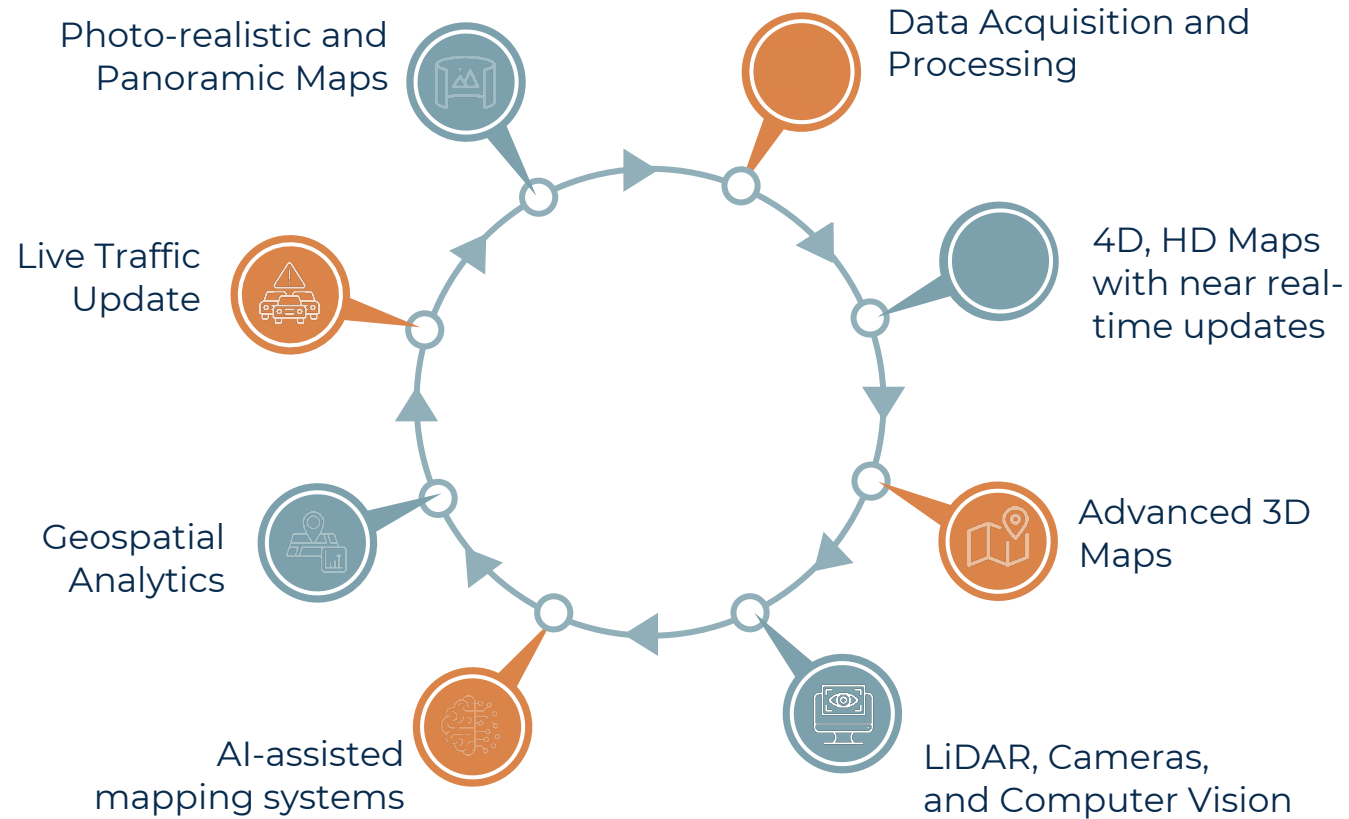 Photo-realistic and
Panoramic Maps
Data Acquisition and
Processing
4D, HD Maps
with near real-
time updates
Advanced 3D
Maps
LiDAR, Cameras,
and Computer Vision
AI-assisted
mapping systems
Geospatial
Analytics
Live Traffic
Update